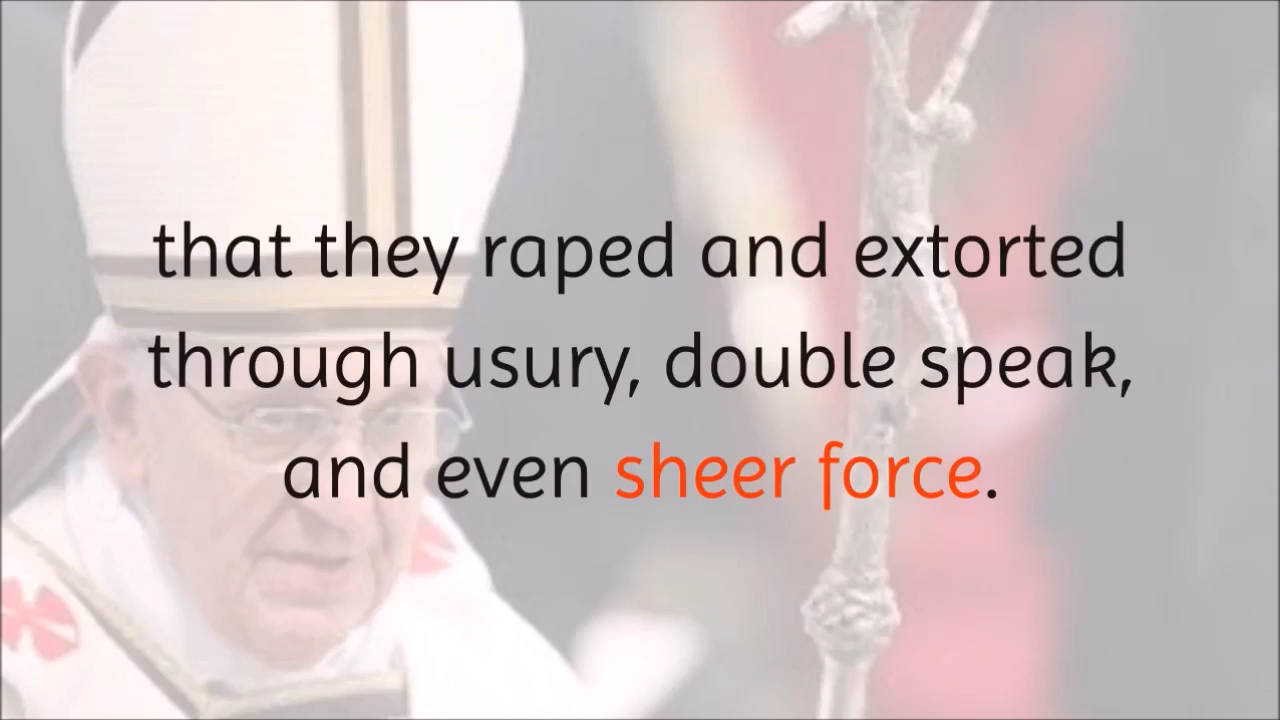 that they raped and extorted
through usury, double speak,
and even sheer force.